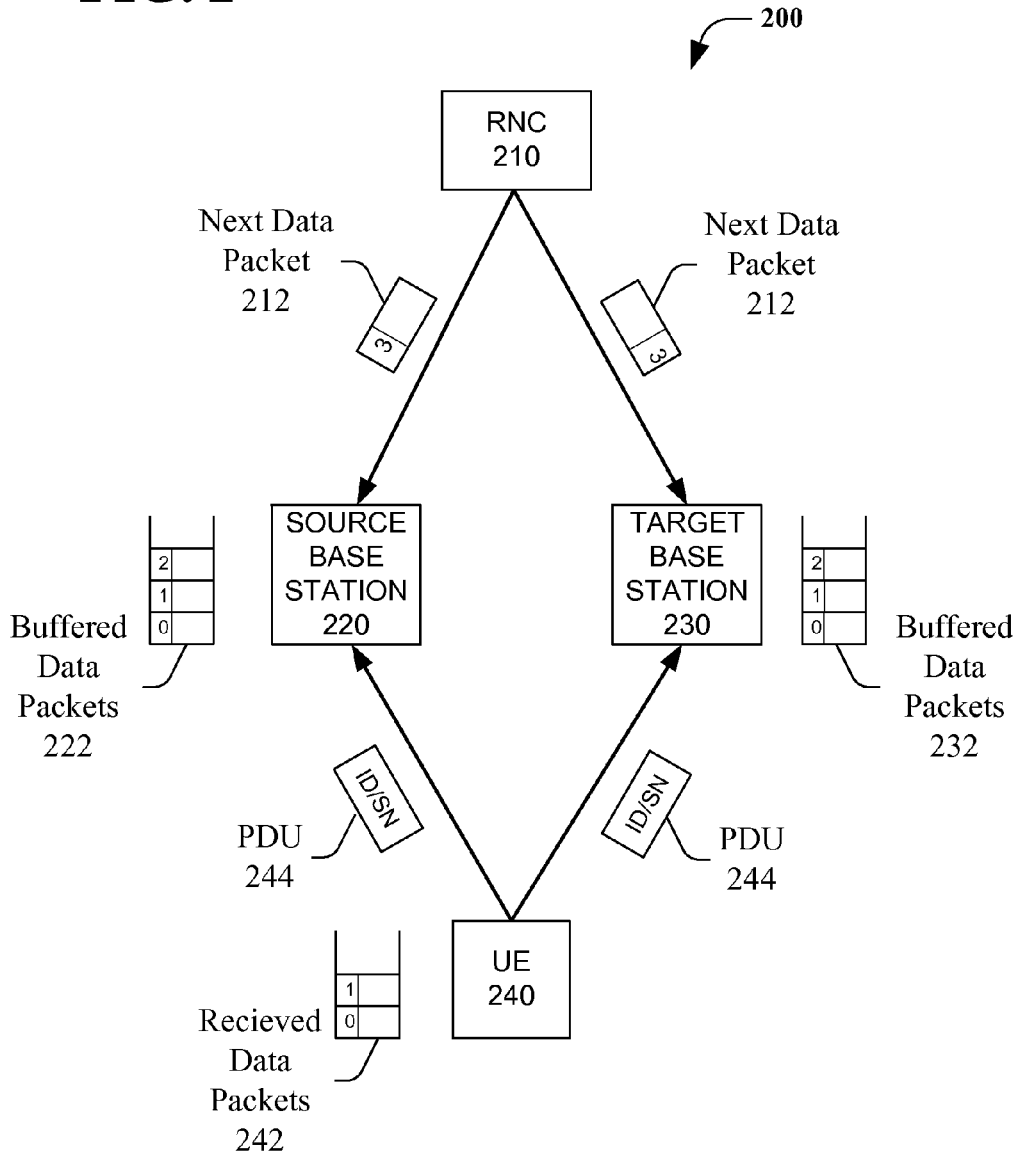 200
RNC
210
Next Data
Packet
212
Next Data
Packet
212
3
3
SOURCE
BASE
STATION
220
TARGET
BASE
STATION
230
2
1
0
2
1
0
Buffered
Data
Packets
222
Buffered
Data
Packets
232
ID/SN
ID/SN
PDU
244
PDU
244
UE
240
1
0
Recieved
Data
Packets
242